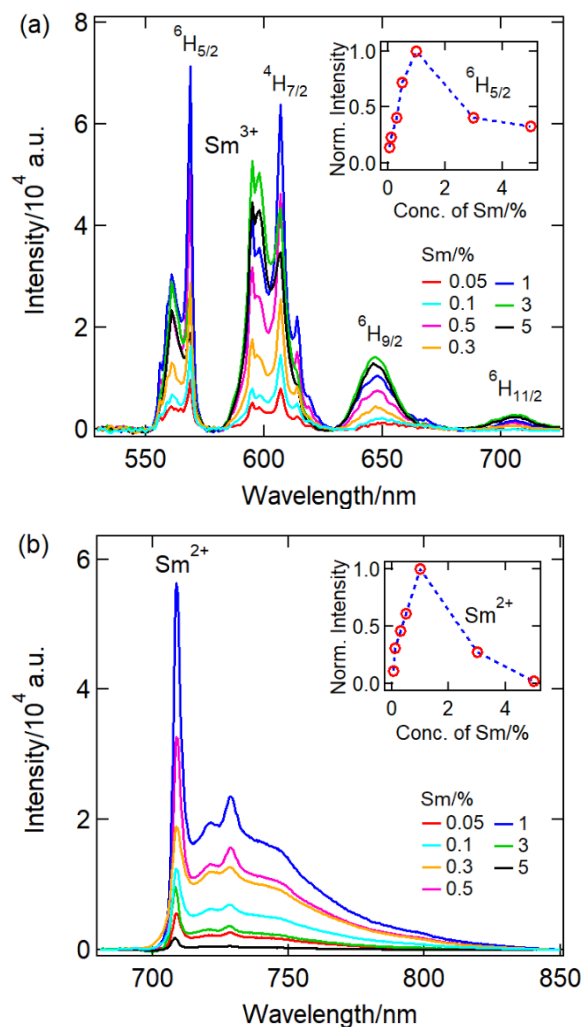 (a)
Intensity/10⁴ a.u.
8
6
4
2
0
⁶H₅/₂
⁴H₇/₂
Sm³⁺
⁶H₉/₂
⁶H₁₁/₂
Norm. Intensity
1.0
0.5
0.0
⁶H₅/₂
0 2 4
Conc. of Sm/%
Sm/%
0.05 1
0.1 3
0.5 5
0.3
550 600 650 700
Wavelength/nm
(b)
Intensity/10⁴ a.u.
6
4
2
0
Sm²⁺
Norm. Intensity
1.0
0.5
0.0
Sm²⁺
0 2 4
Conc. of Sm/%
Sm/%
0.05 1
0.1 3
0.3 5
0.5
700 750 800 850
Wavelength/nm